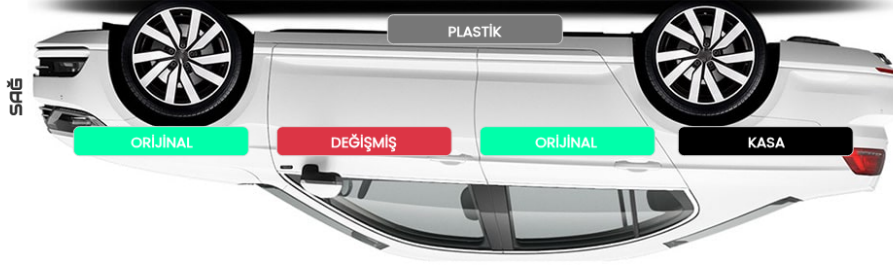 PLASTİK
SAĞ
ORİJİNAL
DEĞİŞMİŞ
ORİJİNAL
KASA